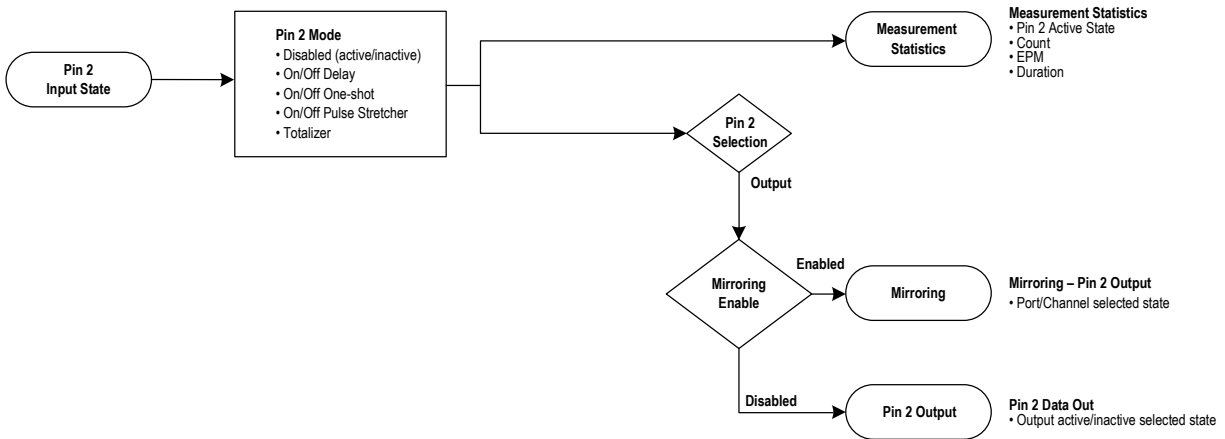 Pin 2
Input State
Pin 2 Mode
• Disabled (active/inactive)
• On/Off Delay
• On/Off One-shot
• On/Off Pulse Stretcher
• Totalizer
Measurement
Statistics
Measurement Statistics
• Pin 2 Active State
• Count
• EPM
• Duration
Pin 2
Selection
Output
Mirroring
Enable
Enabled
Mirroring
Mirroring – Pin 2 Output
• Port/Channel selected state
Disabled
Pin 2 Output
Pin 2 Data Out
• Output active/inactive selected state